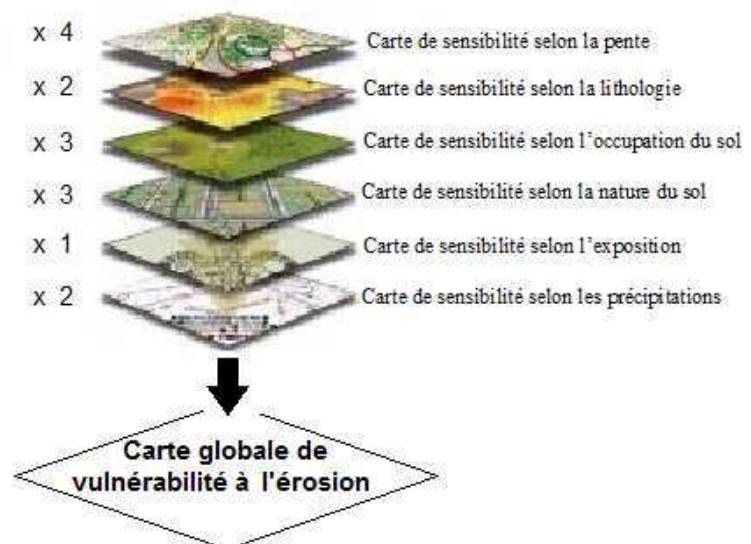 x 4 Carte de sensibilité selon la pente
x 2 Carte de sensibilité selon la lithologie
x 3 Carte de sensibilité selon l'occupation du sol
x 3 Carte de sensibilité selon la nature du sol
x 1 Carte de sensibilité selon l'exposition
x 2 Carte de sensibilité selon les précipitations
Carte globale de
vulnérabilité à l'érosion